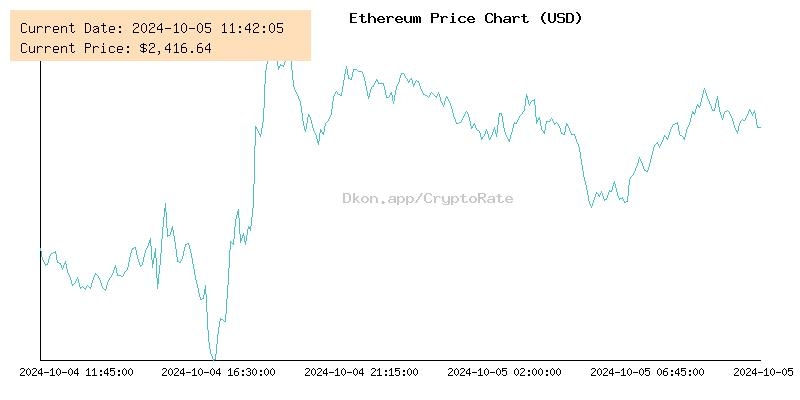 Ethereum Price Chart (USD)
Current Date: 2024-10-05 11:42:05
Current Price: $2,416.64
Dkon.app/CryptoRate
2024-10-04 11:45:00 2024-10-04 16:30:00 2024-10-04 21:15:00 2024-10-05 02:00:00 2024-10-05 06:45:00 2024-10-05